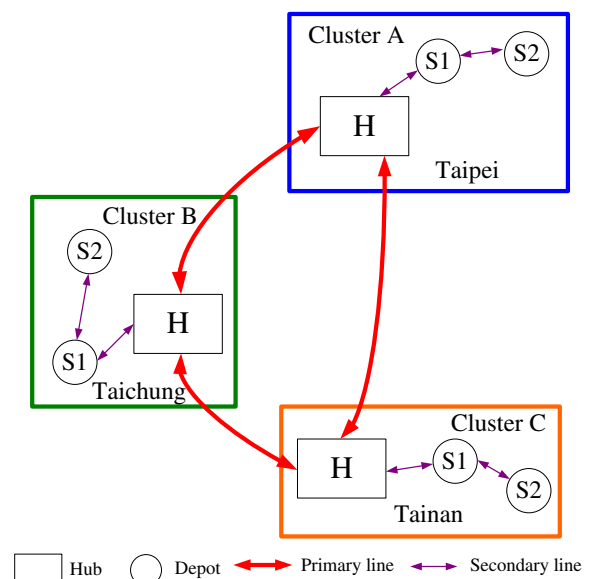 Cluster A
S1
S2
H
Taipei
Cluster B
S2
H
S1
Taichung
Cluster C
H
S1
S2
Tainan
Hub
Depot
Primary line
Secondary line